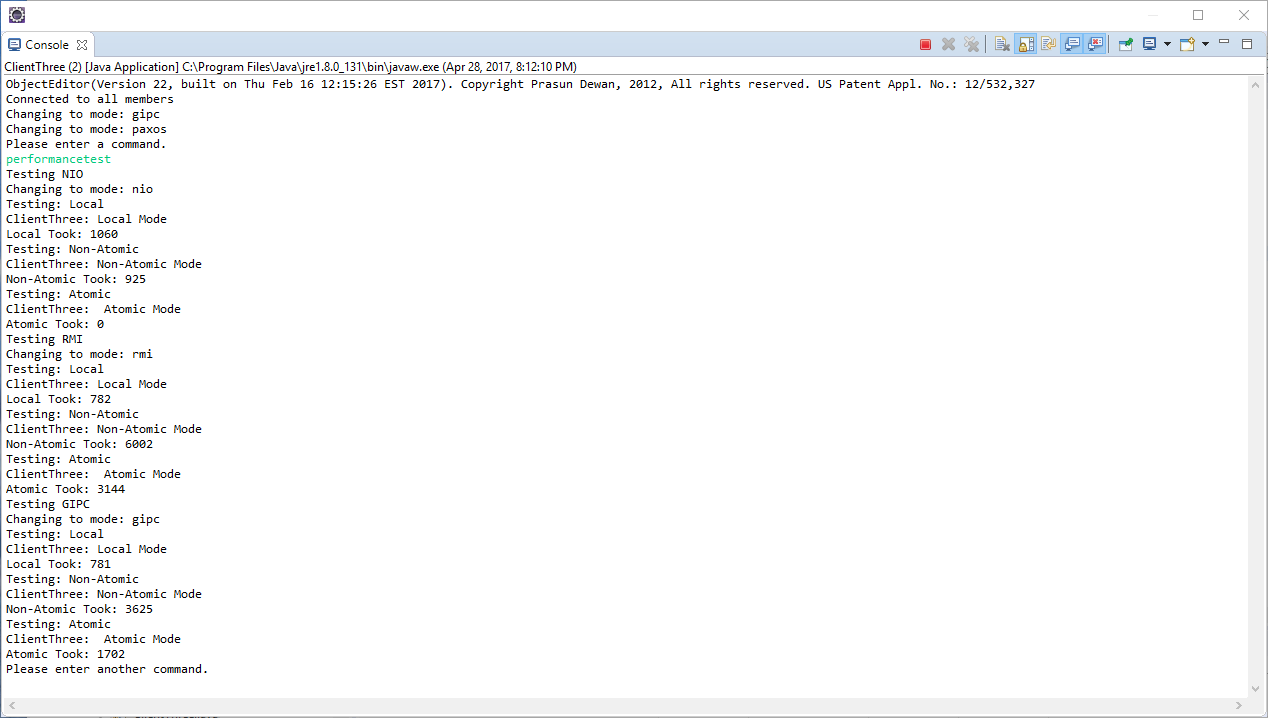 Console
ClientThree (2) [Java Application] C:\Program Files\Java\jre1.8.0_131\bin\javaw.exe (Apr 28, 2017, 8:12:10 PM)
ObjectEditor(Version 22, built on Thu Feb 16 12:15:26 EST 2017). Copyright Prasun Dewan, 2012, All rights reserved. US Patent Appl. No.: 12/532,327
Connected to all members
Changing to mode: gipc
Changing to mode: paxos
Please enter a command.
performancetest
Testing NIO
Changing to mode: nio
Testing: Local
ClientThree: Local Mode
Local Took: 1060
Testing: Non-Atomic
ClientThree: Non-Atomic Mode
Non-Atomic Took: 925
Testing: Atomic
ClientThree:  Atomic Mode
Atomic Took: 0
Testing RMI
Changing to mode: rmi
Testing: Local
ClientThree: Local Mode
Local Took: 782
Testing: Non-Atomic
ClientThree: Non-Atomic Mode
Non-Atomic Took: 6002
Testing: Atomic
ClientThree:  Atomic Mode
Atomic Took: 3144
Testing GIPC
Changing to mode: gipc
Testing: Local
ClientThree: Local Mode
Local Took: 781
Testing: Non-Atomic
ClientThree: Non-Atomic Mode
Non-Atomic Took: 3625
Testing: Atomic
ClientThree:  Atomic Mode
Atomic Took: 1702
Please enter another command.